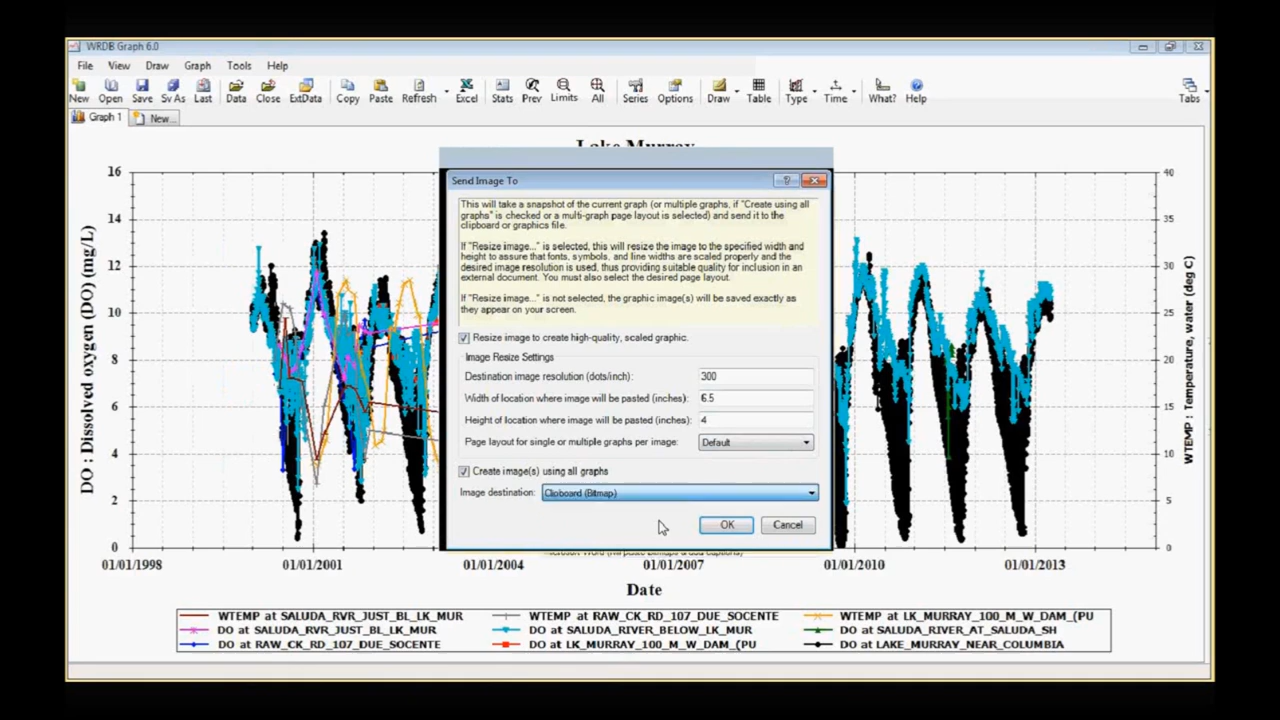 WRDB Graph 6.0
File View Draw Graph Tools Help
New Open Save Sv As Last Data Close ExtData Copy Paste Refresh Excel Stats Prev Limits All Series Options Draw Table Type Time What? Help Tabs
Graph 1 New...
Lake Murray
Send Image To
This will take a snapshot of the current graph (or multiple graphs, if "Create using all
graphs" is checked or a multi-graph page layout is selected) and send it to the
clipboard or graphics file.
If "Resize image..." is selected, this will resize the image to the specified width and
height to assure that fonts, symbols, and line widths are scaled properly and the
desired image resolution is used, thus providing suitable quality for inclusion in an
external document. You must also select the desired page layout.
If "Resize image..." is not selected, the graphic image(s) will be saved exactly as
they appear on your screen.
Resize image to create high-quality, scaled graphic.
Image Resize Settings
Destination image resolution (dots/inch): 300
Width of location where image will be pasted (inches): 6.5
Height of location where image will be pasted (inches): 4
Page layout for single or multiple graphs per image: Default
Create image(s) using all graphs
Image destination: Clipboard (Bitmap)
OK Cancel
DO : Dissolved oxygen (DO) (mg/L)
16
14
12
10
8
6
4
2
0
40
35
30
25
20
15
10
5
0
WTEMP : Temperature, water (deg C)
01/01/1998 01/01/2001 01/01/2004 01/01/2007 01/01/2010 01/01/2013
Date
WTEMP at SALUDA_RVR_JUST_BL_LK_MUR WTEMP at RAW_CK_RD_107_DUE_SOCENTE WTEMP at LK_MURRAY_100_M_W_DAM_(PU
DO at SALUDA_RVR_JUST_BL_LK_MUR DO at SALUDA_RIVER_BELOW_LK_MUR DO at SALUDA_RIVER_AT_SALUDA_SH
DO at RAW_CK_RD_107_DUE_SOCENTE DO at LK_MURRAY_100_M_W_DAM_(PU DO at LAKE_MURRAY_NEAR_COLUMBIA